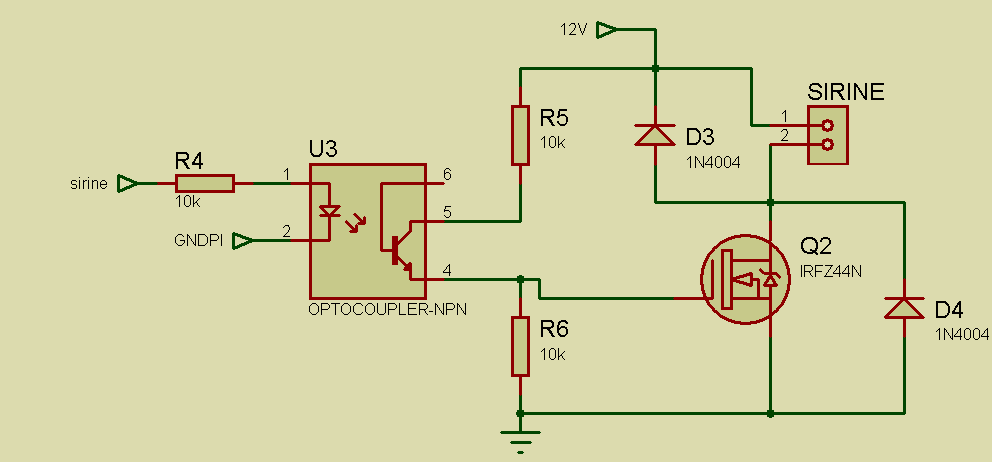 12V
SIRINE
1
2
R5
10k
D3
1N4004
U3
R4
10k
sirine
1
6
5
GNDPI
2
4
Q2
IRFZ44N
OPTOCOUPLER-NPN
R6
10k
D4
1N4004